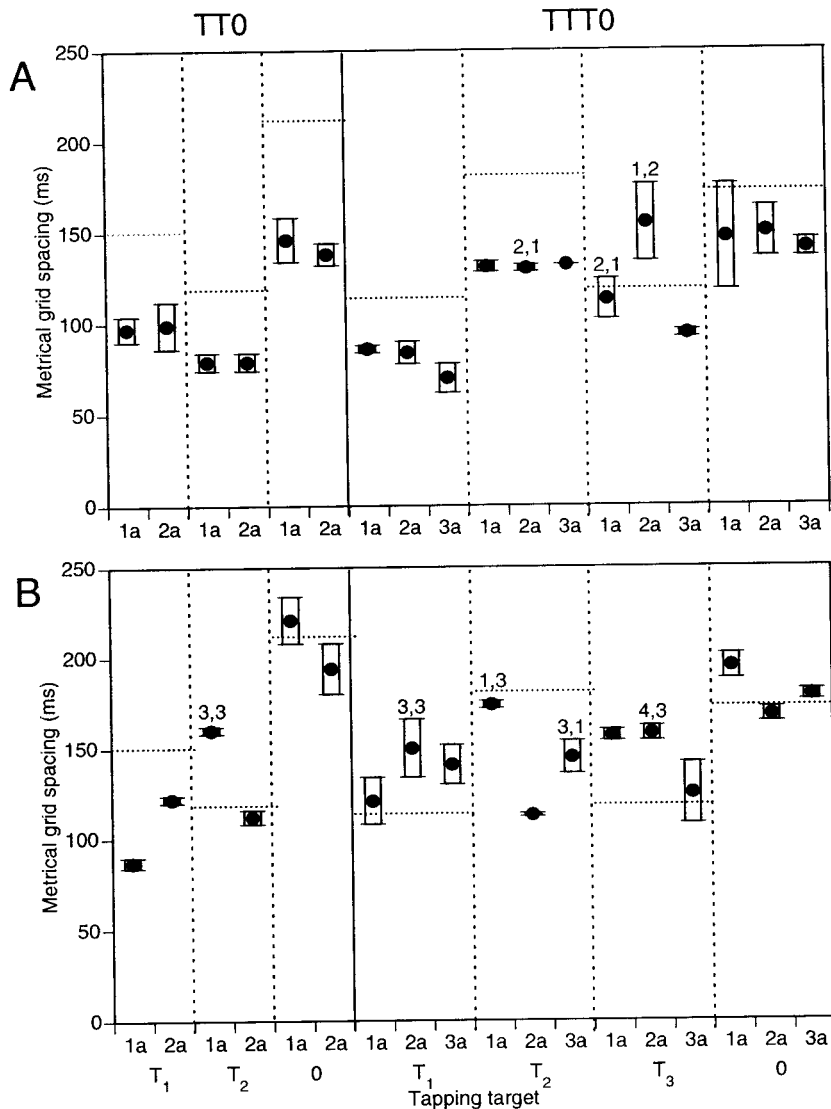 TT0 TTT0
A
Metrical grid spacing (ms)
250
200
150
100
50
0
1,2
2,1 2,1
1a 2a 1a 2a 1a 2a 1a 2a 3a 1a 2a 3a 1a 2a 3a 1a 2a 3a
B
Metrical grid spacing (ms)
250
200
150
100
50
0
3,3 3,3 1,3 3,1 4,3
1a 2a 1a 2a 1a 2a 1a 2a 3a 1a 2a 3a 1a 2a 3a 1a 2a 3a
T₁ T₂ 0 T₁ T₂ T₃ 0
Tapping target